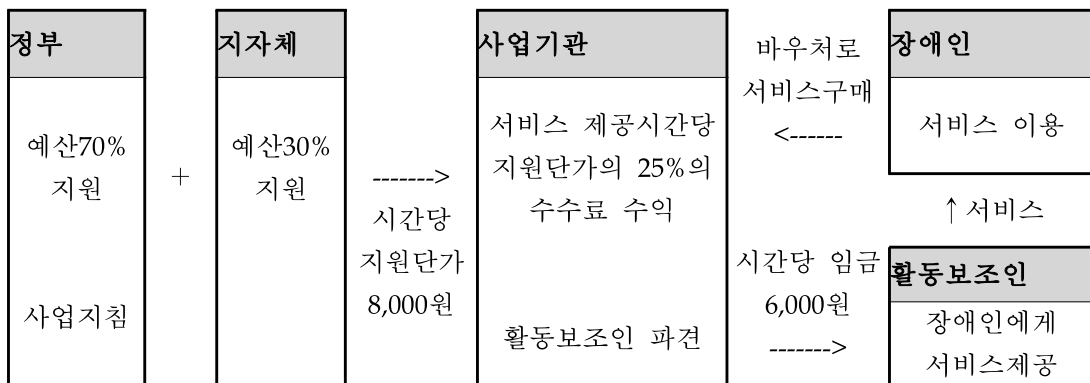 정부
예산70%
지원
사업지침
+
지자체
예산30%
지원
------->
시간당
지원단가
8,000원
사업기관
서비스 제공시간당
지원단가의 25%의
수수료 수익
활동보조인 파견
바우처로
서비스구매
<------
시간당 임금
6,000원
------->
장애인
서비스 이용
↑ 서비스
활동보조인
장애인에게
서비스제공